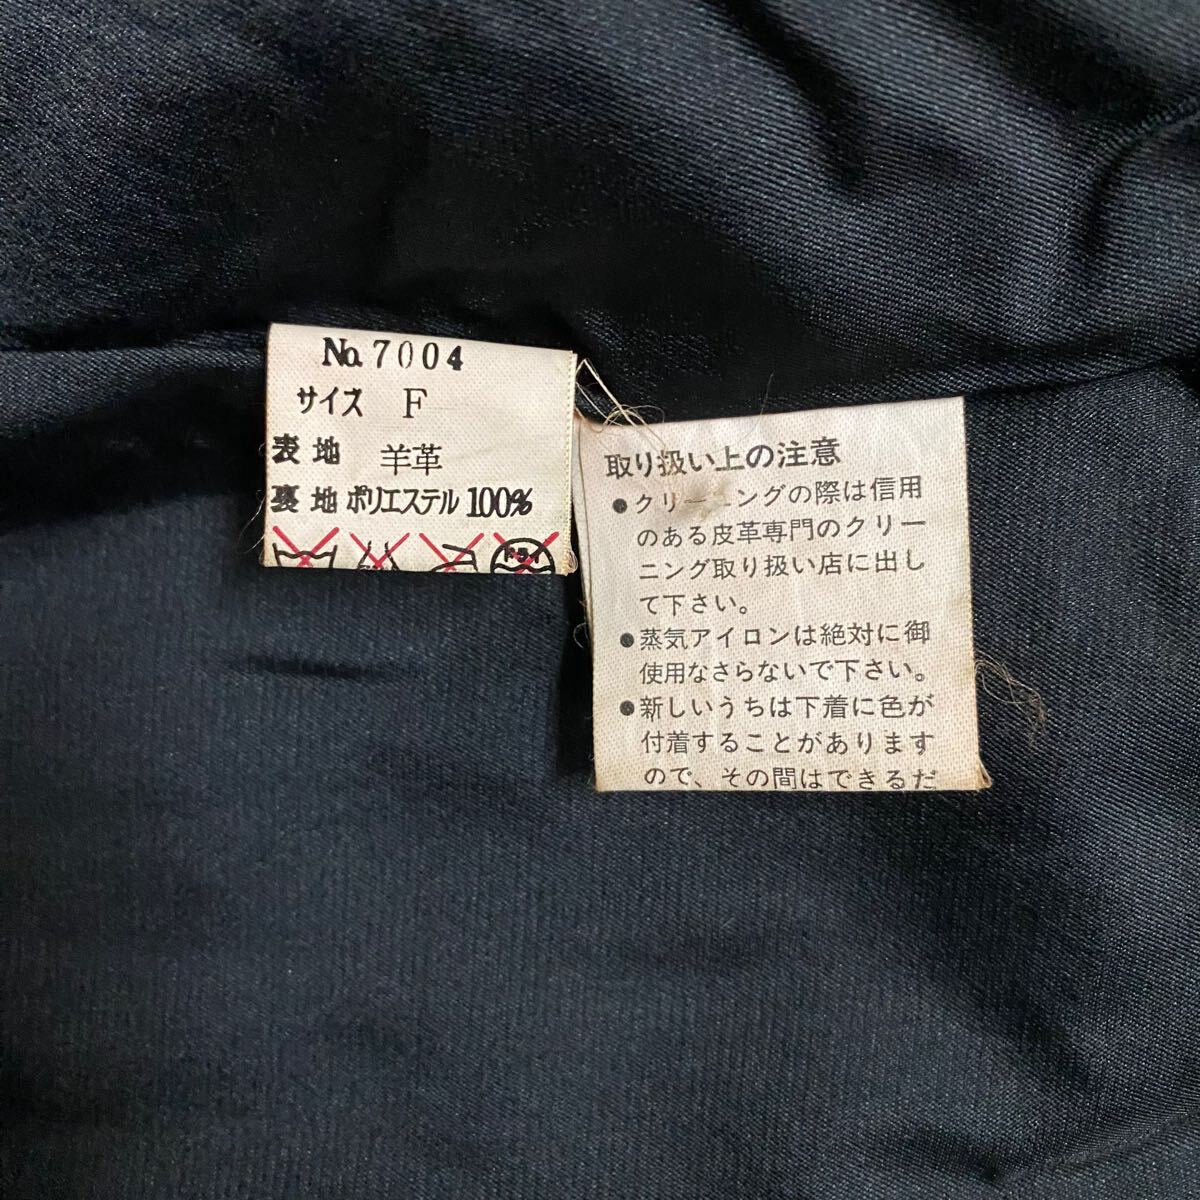 No.7004
サイズ F
表地 羊革
裏地 ポリエステル 100%
ドライ
取り扱い上の注意
●クリーニングの際は信用
のある皮革専門のクリー
ニング取り扱い店に出し
て下さい。
●蒸気アイロンは絶対に御
使用なさらないで下さい。
●新しいうちは下着に色が
付着することがあります
ので、その間はできるだ